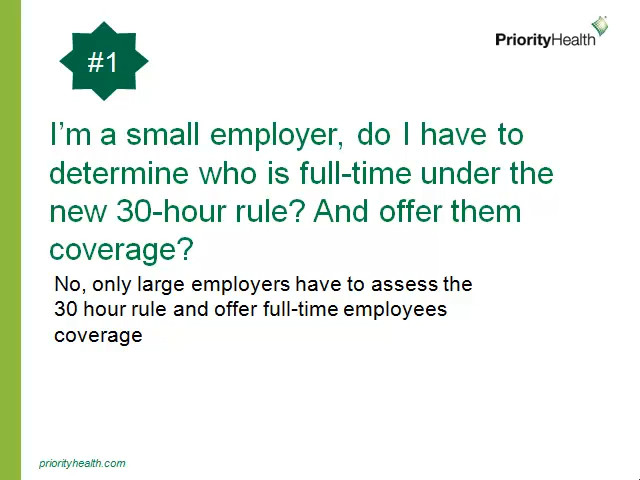 #1
PriorityHealth
I'm a small employer, do I have to
determine who is full-time under the
new 30-hour rule? And offer them
coverage?
No, only large employers have to assess the
30 hour rule and offer full-time employees
coverage
priorityhealth.com